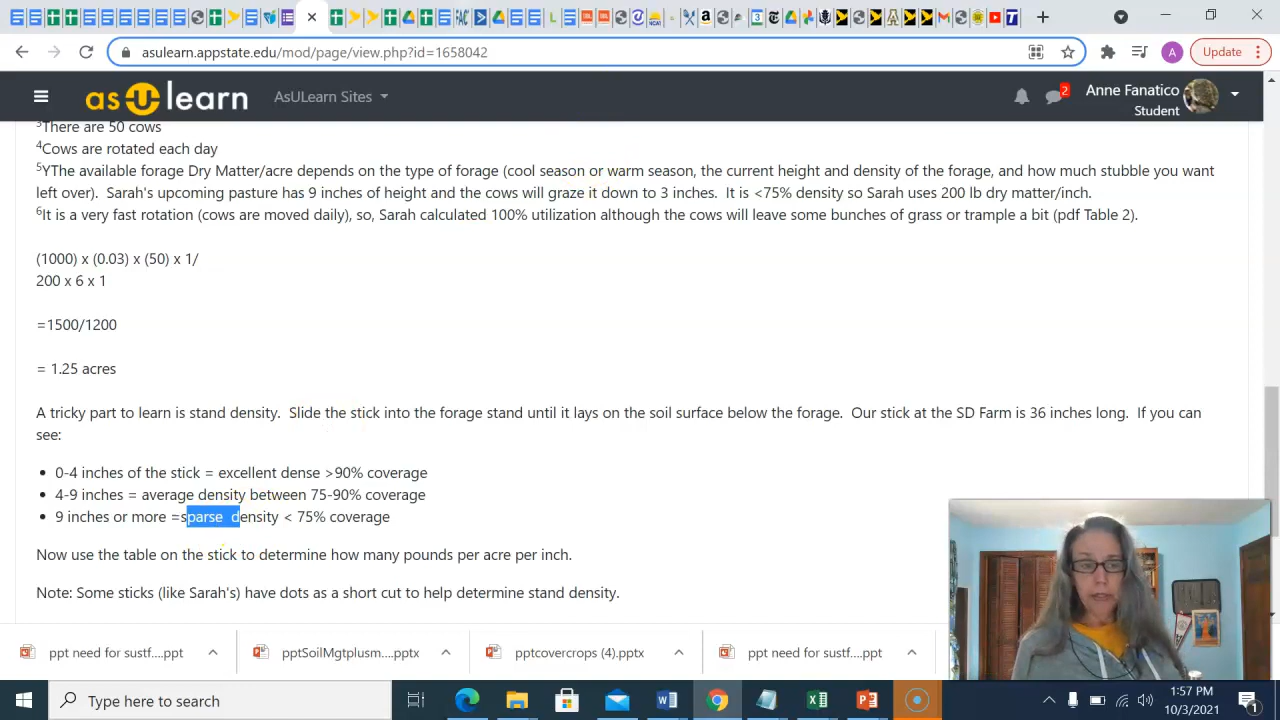 asulearn.appstate.edu/mod/page/view.php?id=1658042
Update
asUlearn
AsULearn Sites
2
Anne Fanatico
Student
3There are 50 cows
4Cows are rotated each day
5YThe available forage Dry Matter/acre depends on the type of forage (cool season or warm season, the current height and density of the forage, and how much stubble you want
left over). Sarah's upcoming pasture has 9 inches of height and the cows will graze it down to 3 inches. It is <75% density so Sarah uses 200 lb dry matter/inch.
6It is a very fast rotation (cows are moved daily), so, Sarah calculated 100% utilization although the cows will leave some bunches of grass or trample a bit (pdf Table 2).
(1000) x (0.03) x (50) x 1/
200 x 6 x 1
=1500/1200
= 1.25 acres
A tricky part to learn is stand density. Slide the stick into the forage stand until it lays on the soil surface below the forage. Our stick at the SD Farm is 36 inches long. If you can
see:
• 0-4 inches of the stick = excellent dense >90% coverage
• 4-9 inches = average density between 75-90% coverage
• 9 inches or more =sparse density < 75% coverage
Now use the table on the stick to determine how many pounds per acre per inch.
Note: Some sticks (like Sarah's) have dots as a short cut to help determine stand density.
ppt need for sustf....ppt
pptSoilMgtplusm....pptx
pptcovercrops (4).pptx
ppt need for sustf....ppt
Type here to search
1:57 PM
10/3/2021
1